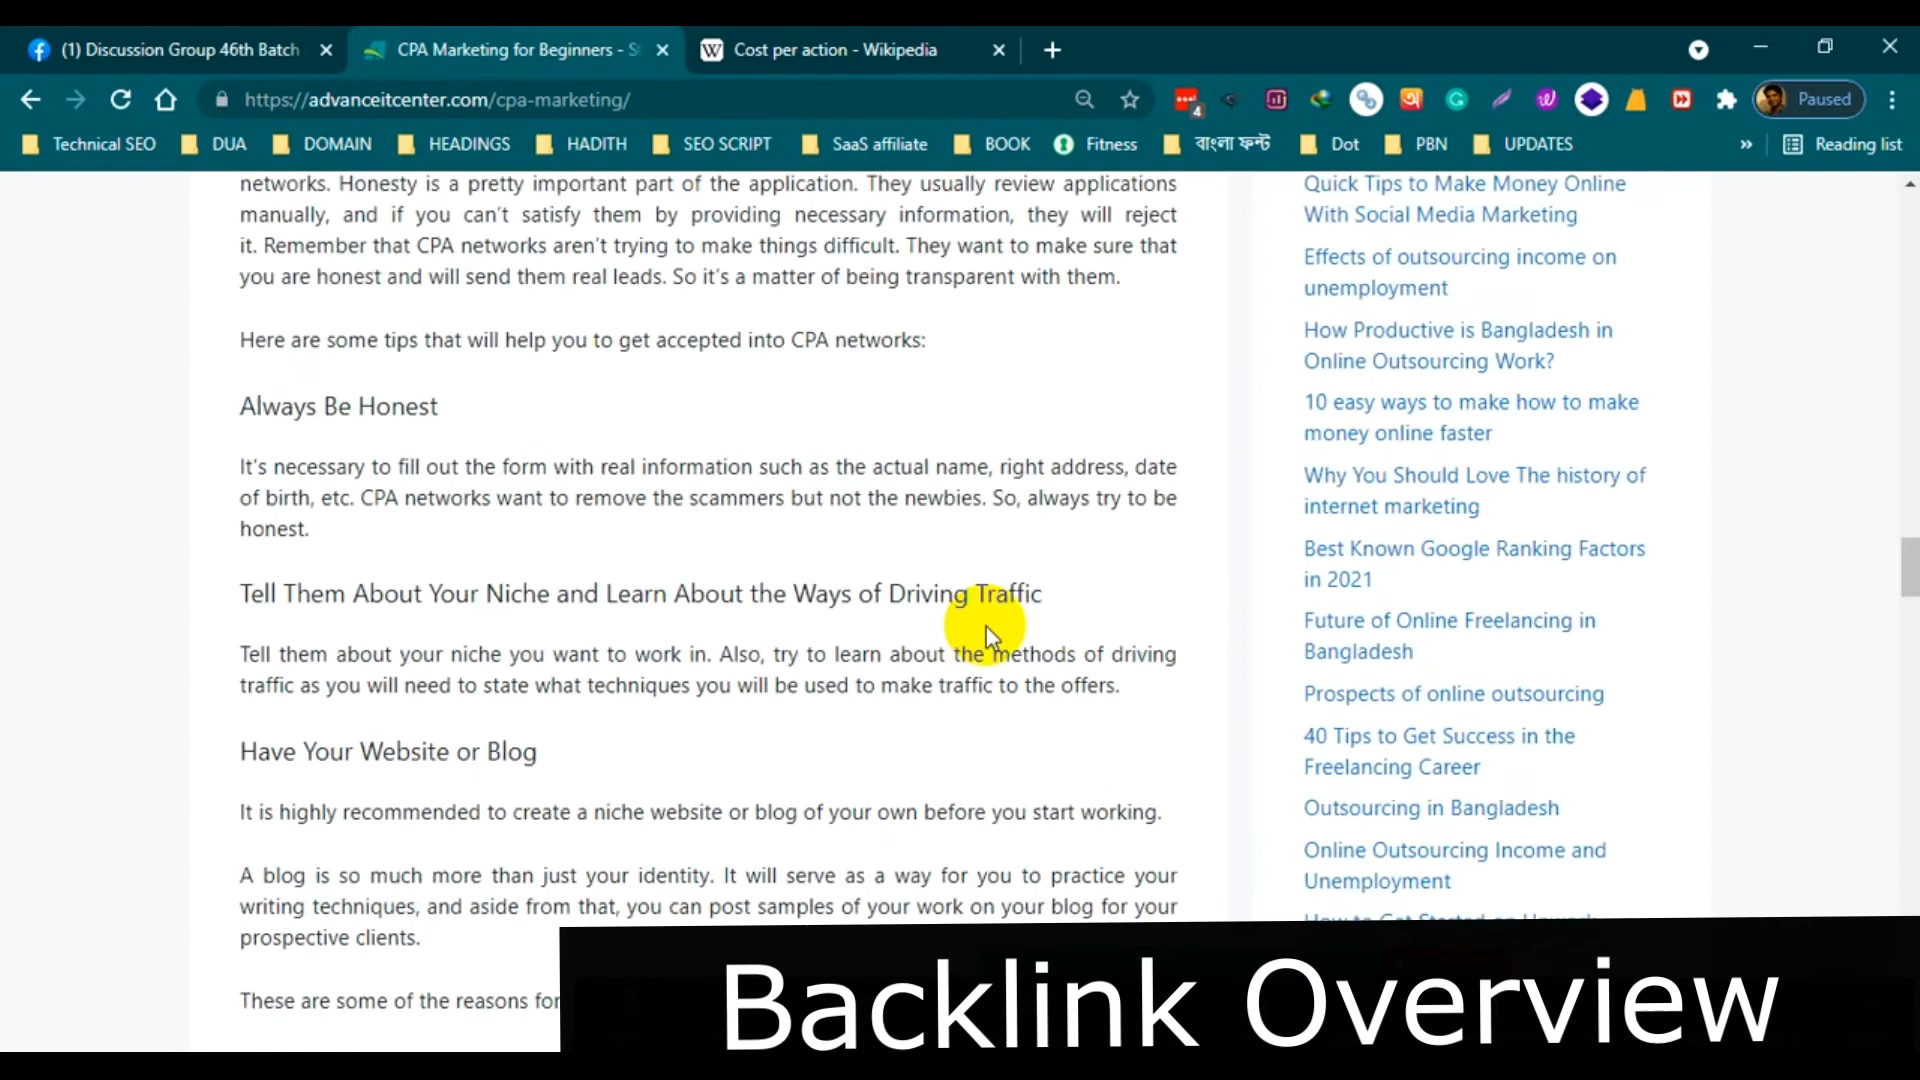 (1) Discussion Group 46th Batch
CPA Marketing for Beginners - S
Cost per action - Wikipedia
https://advanceitcenter.com/cpa-marketing/
4
Paused
Technical SEO
DUA
DOMAIN
HEADINGS
HADITH
SEO SCRIPT
SaaS affiliate
BOOK
Fitness
বাংলা ফন্ট
Dot
PBN
UPDATES
»
Reading list
networks. Honesty is a pretty important part of the application. They usually review applications
manually, and if you can't satisfy them by providing necessary information, they will reject
it. Remember that CPA networks aren't trying to make things difficult. They want to make sure that
you are honest and will send them real leads. So it's a matter of being transparent with them.
Here are some tips that will help you to get accepted into CPA networks:
Always Be Honest
It's necessary to fill out the form with real information such as the actual name, right address, date
of birth, etc. CPA networks want to remove the scammers but not the newbies. So, always try to be
honest.
Tell Them About Your Niche and Learn About the Ways of Driving Traffic
Tell them about your niche you want to work in. Also, try to learn about the methods of driving
traffic as you will need to state what techniques you will be used to make traffic to the offers.
Have Your Website or Blog
It is highly recommended to create a niche website or blog of your own before you start working.
A blog is so much more than just your identity. It will serve as a way for you to practice your
writing techniques, and aside from that, you can post samples of your work on your blog for your
prospective clients.
These are some of the reasons for
Quick Tips to Make Money Online
With Social Media Marketing
Effects of outsourcing income on
unemployment
How Productive is Bangladesh in
Online Outsourcing Work?
10 easy ways to make how to make
money online faster
Why You Should Love The history of
internet marketing
Best Known Google Ranking Factors
in 2021
Future of Online Freelancing in
Bangladesh
Prospects of online outsourcing
40 Tips to Get Success in the
Freelancing Career
Outsourcing in Bangladesh
Online Outsourcing Income and
Unemployment
How to Get Started on Upwork
Backlink Overview